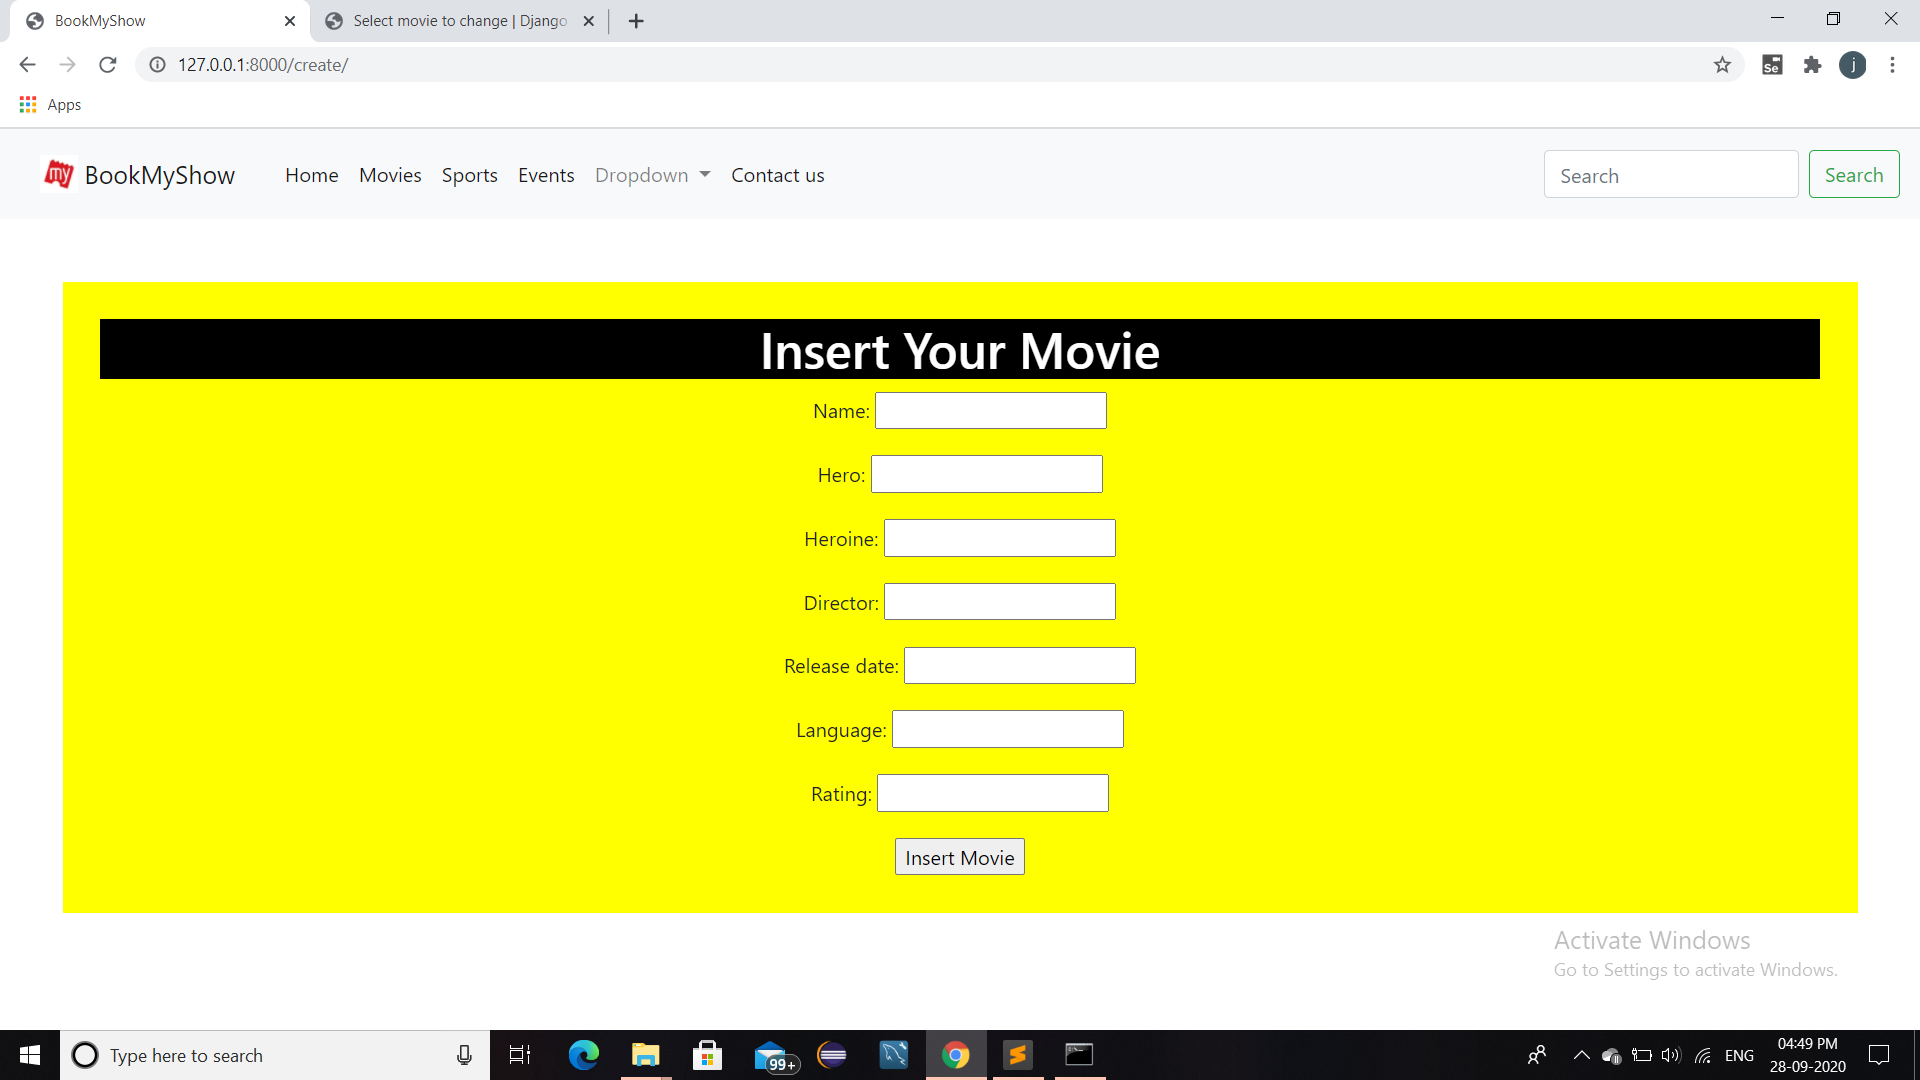 BookMyShow
Select movie to change | Django
127.0.0.1:8000/create/
Se
j
Apps
my BookMyShow Home Movies Sports Events Dropdown Contact us Search Search
Insert Your Movie
Name:
Hero:
Heroine:
Director:
Release date:
Language:
Rating:
Insert Movie
Activate Windows
Go to Settings to activate Windows.
Type here to search
99+
ENG
04:49 PM
28-09-2020